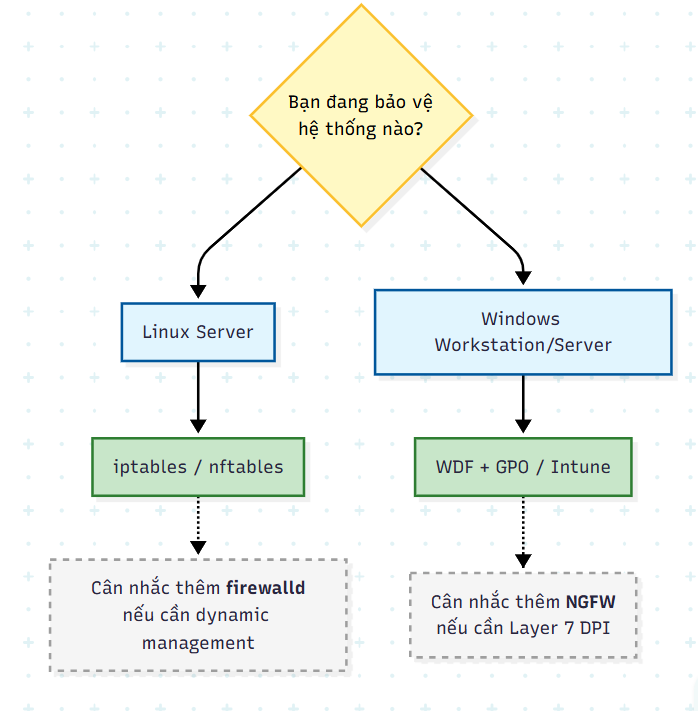 Bạn đang bảo vệ
hệ thống nào?
Linux Server
Windows
Workstation/Server
iptables / nftables
WDF + GPO / Intune
Cân nhắc thêm firewalld
nếu cần dynamic
management
Cân nhắc thêm NGFW
nếu cần Layer 7 DPI